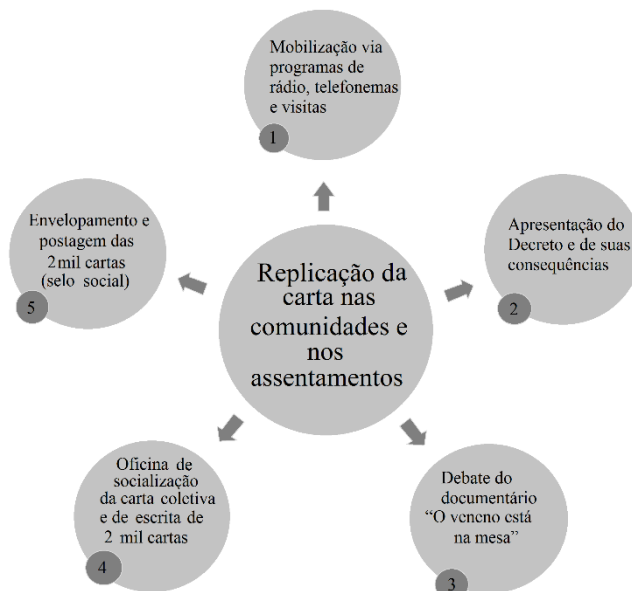 Mobilização via
programas de
rádio, telefonemas
e visitas
1
Apresentação do
Decreto e de suas
consequências
2
Debate do
documentário
“O veneno está
na mesa”
3
Oficina de
socialização
da carta coletiva
e de escrita de
2 mil cartas
4
Envelopamento e
postagem das
2 mil cartas
(selo social)
5
Replicação da
carta nas
comunidades e
nos
assentamentos